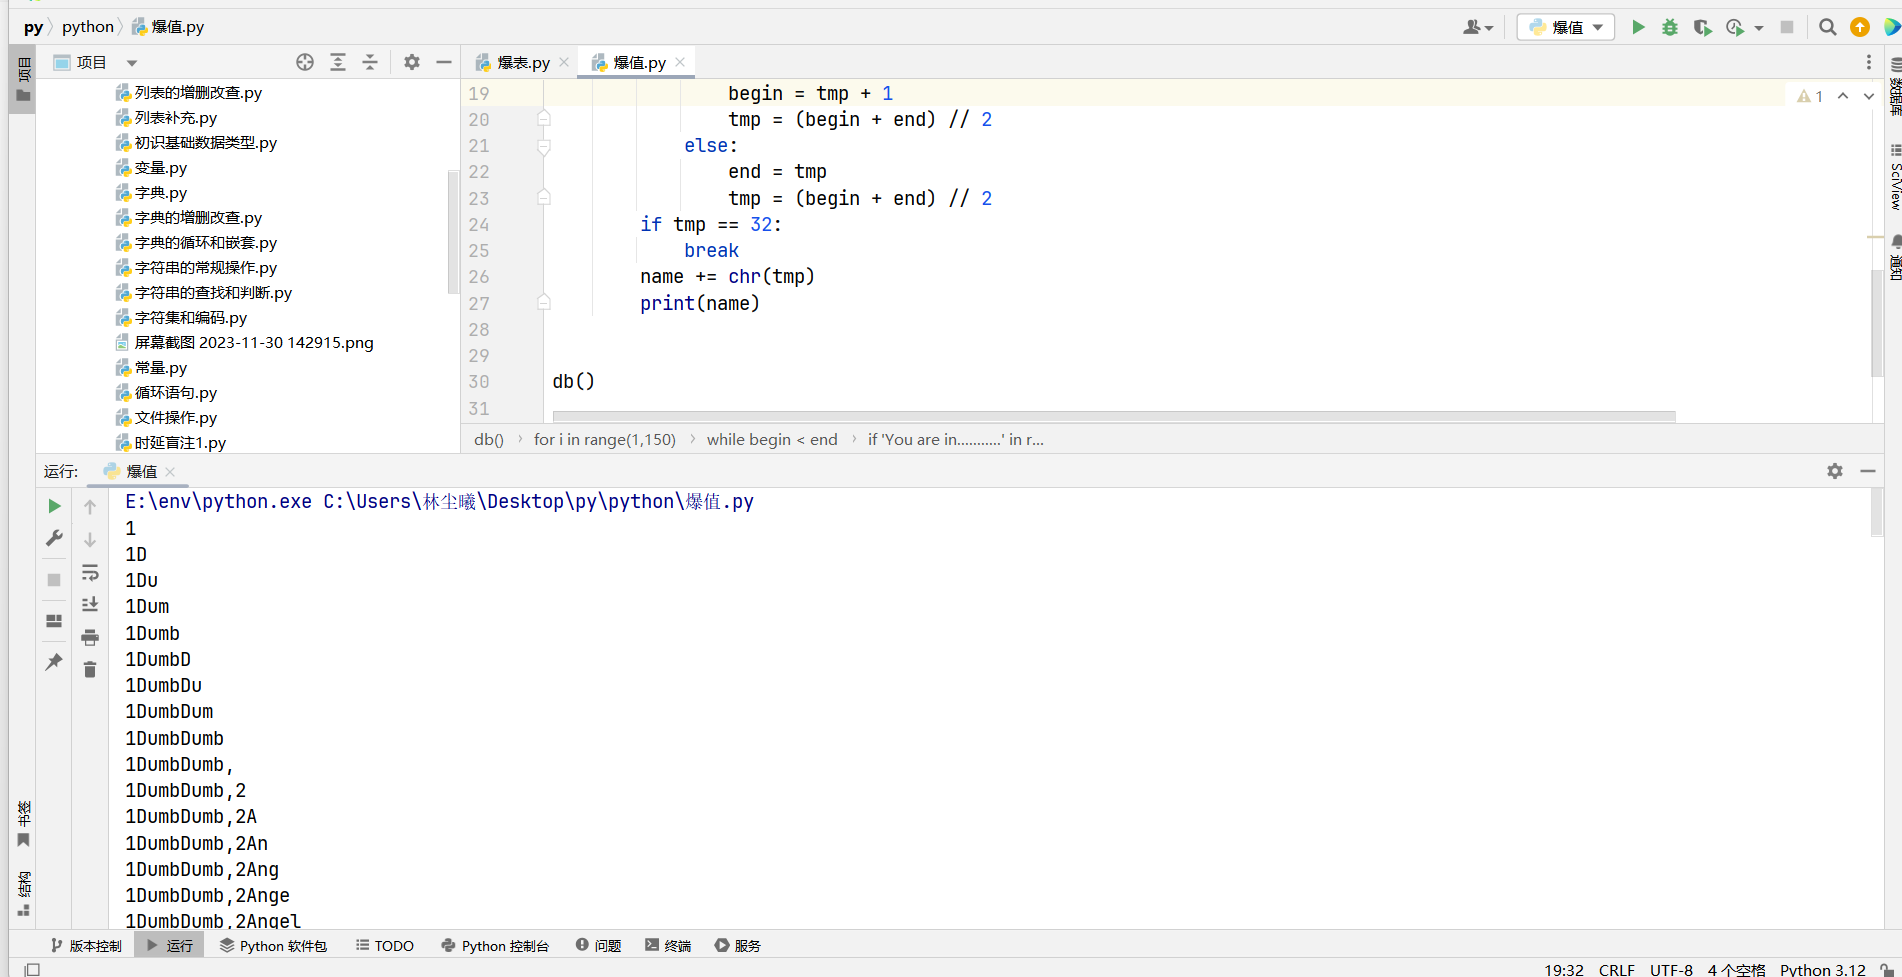 py python 爆值.py
爆值
项目
项目
爆表.py
爆值.py
列表的增删改查.py
列表补充.py
初识基础数据类型.py
变量.py
字典.py
字典的增删改查.py
字典的循环和嵌套.py
字符串的常规操作.py
字符串的查找和判断.py
字符集和编码.py
屏幕截图 2023-11-30 142915.png
常量.py
循环语句.py
文件操作.py
时延盲注1.py
19 begin = tmp + 1
20 tmp = (begin + end) // 2
21 else:
22 end = tmp
23 tmp = (begin + end) // 2
24 if tmp == 32:
25 break
26 name += chr(tmp)
27 print(name)
28
29
30 db()
31
1
数据库
SciView
通知
db() › for i in range(1,150) › while begin < end › if 'You are in...........' in r...
运行: 爆值
E:\env\python.exe C:\Users\林尘曦\Desktop\py\python\爆值.py
1
1D
1Du
1Dum
1Dumb
1DumbD
1DumbDu
1DumbDum
1DumbDumb
1DumbDumb,
1DumbDumb,2
1DumbDumb,2A
1DumbDumb,2An
1DumbDumb,2Ang
1DumbDumb,2Ange
1DumbDumb,2Angel
书签
结构
版本控制 运行 Python 软件包 TODO Python 控制台 问题 终端 服务
19:32 CRLF UTF-8 4 个空格 Python 3.12